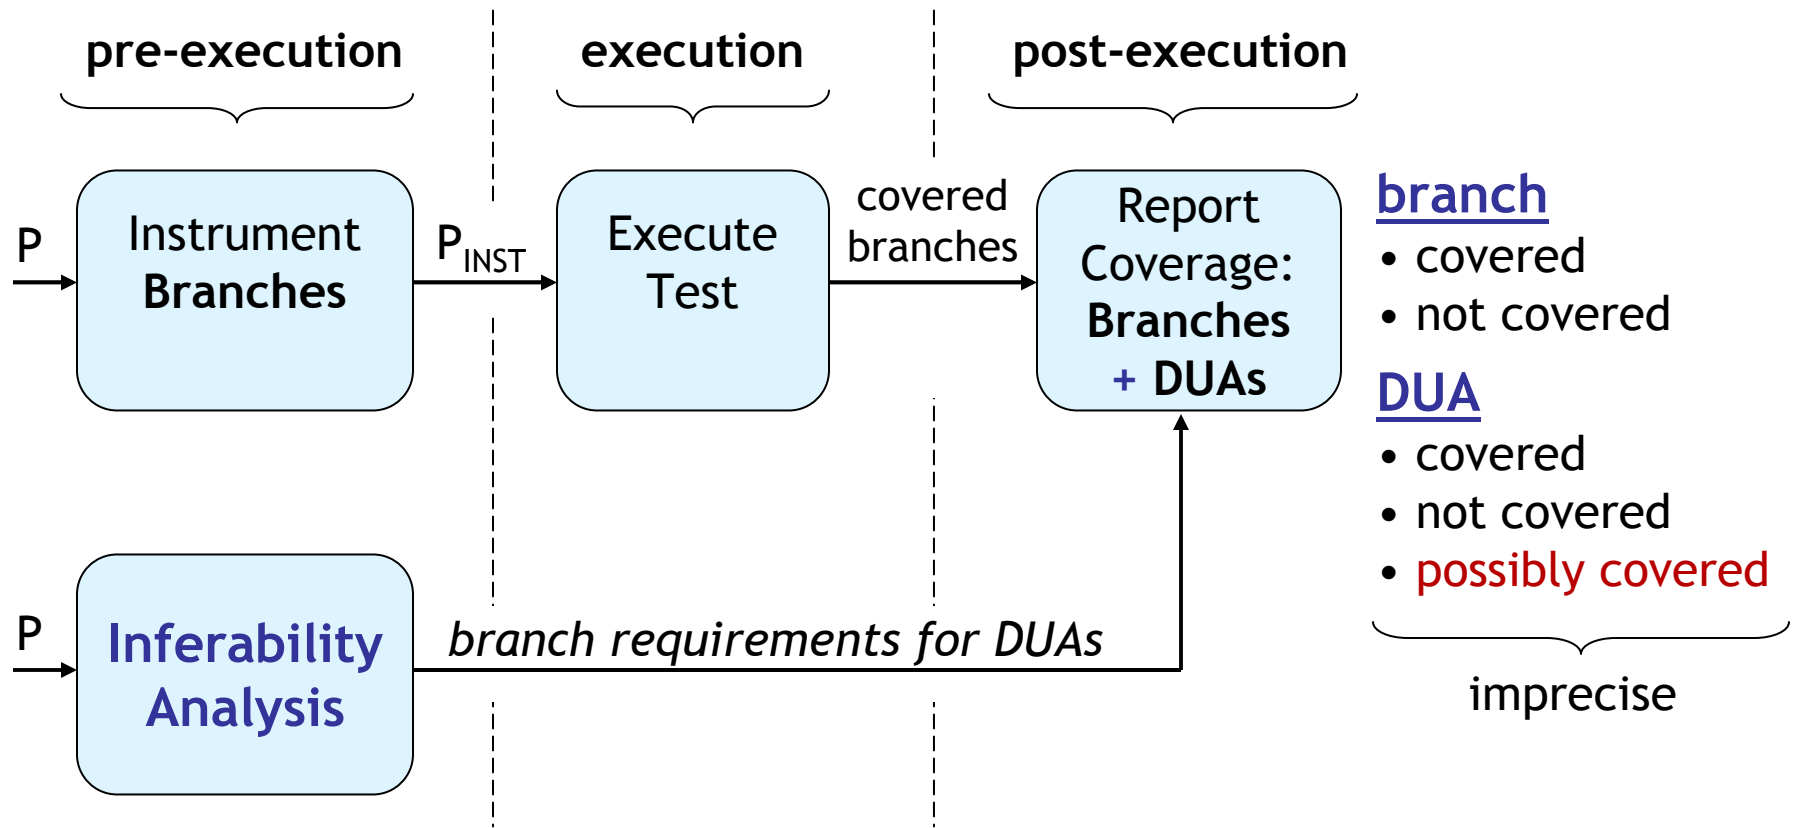 pre-execution
execution
post-execution
P
Instrument
Branches
P_INST
Execute
Test
covered
branches
Report
Coverage:
Branches
+ DUAs
branch
• covered
• not covered
DUA
• covered
• not covered
• possibly covered
imprecise
P
Inferability
Analysis
branch requirements for DUAs